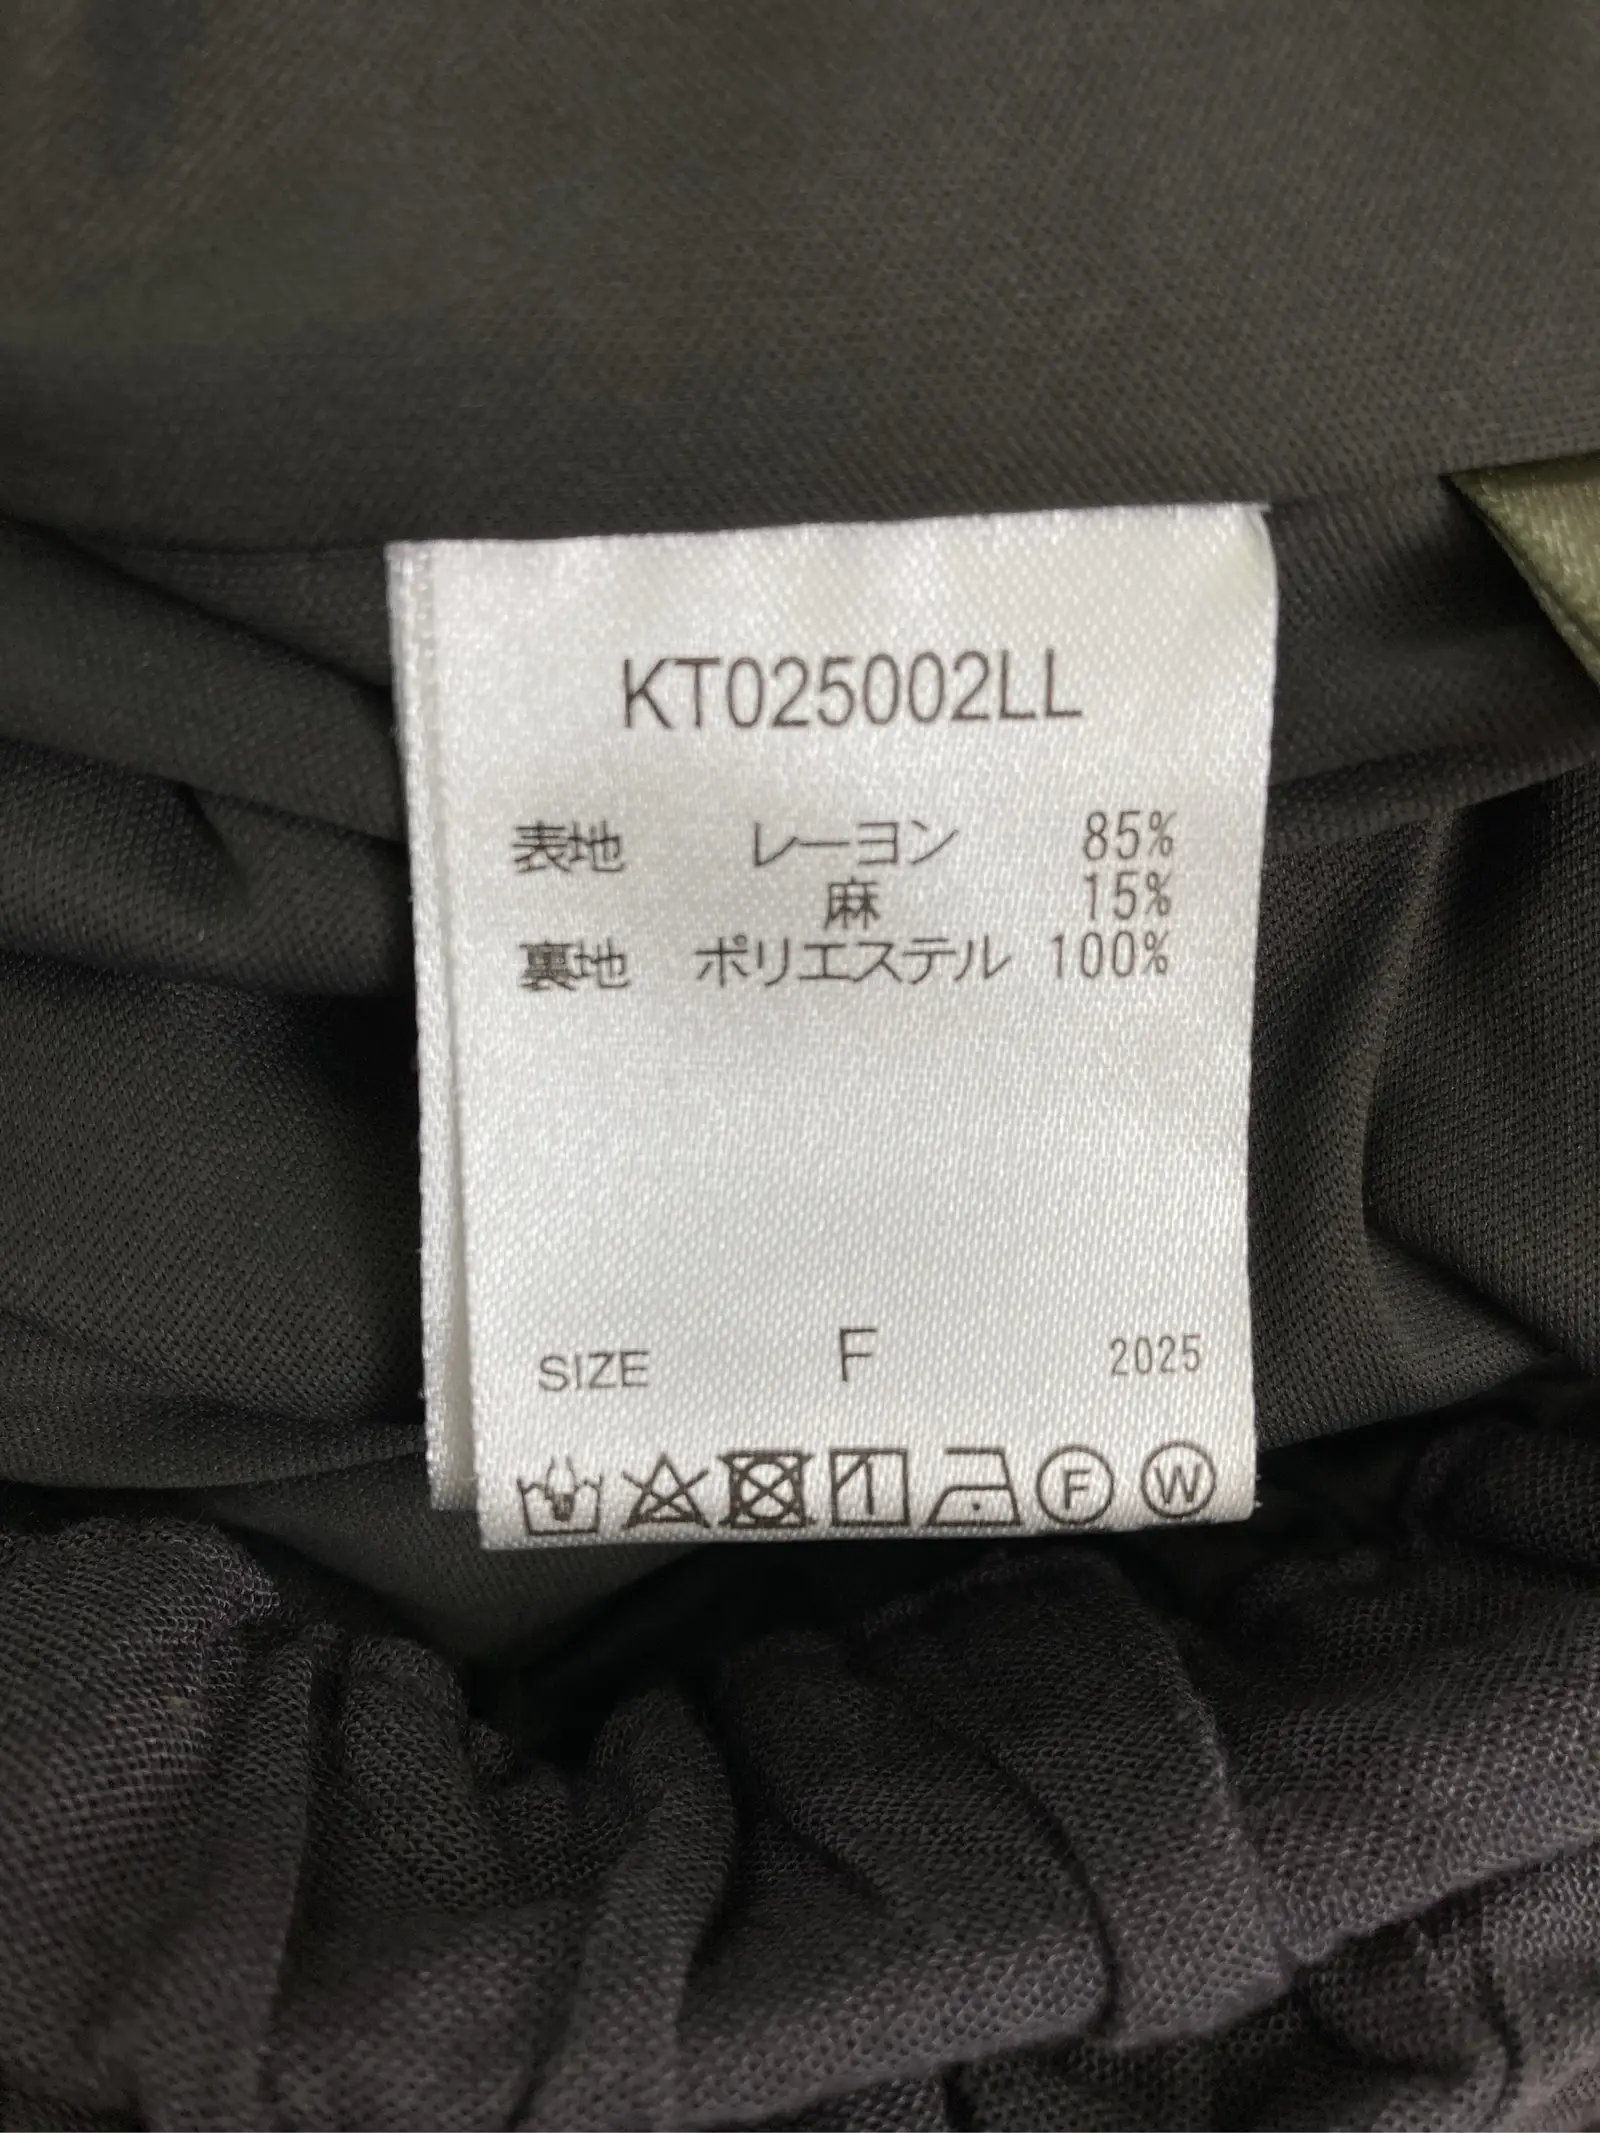 KT025002LL
表地 レーヨン 85%
麻 15%
裏地 ポリエステル 100%
SIZE F 2025
1 F W